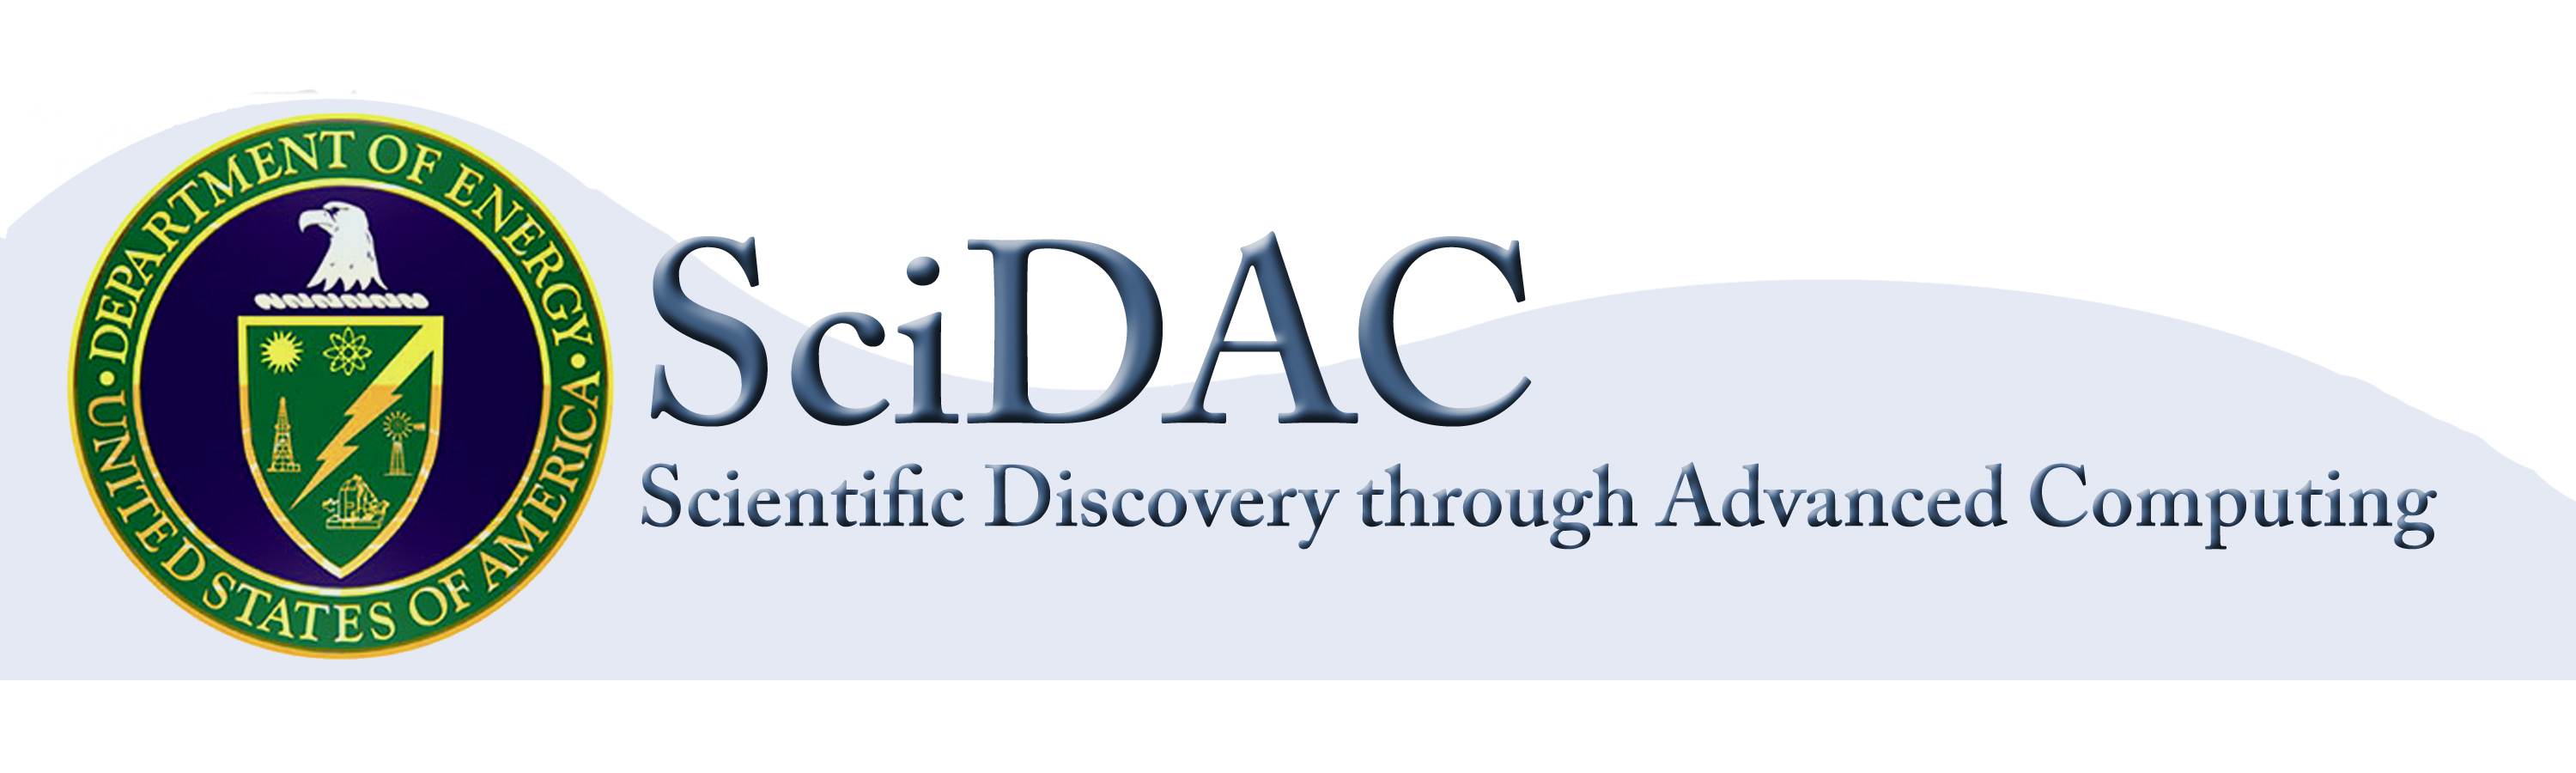 DEPARTMENT OF ENERGY
UNITED STATES OF AMERICA
SciDAC
Scientific Discovery through Advanced Computing